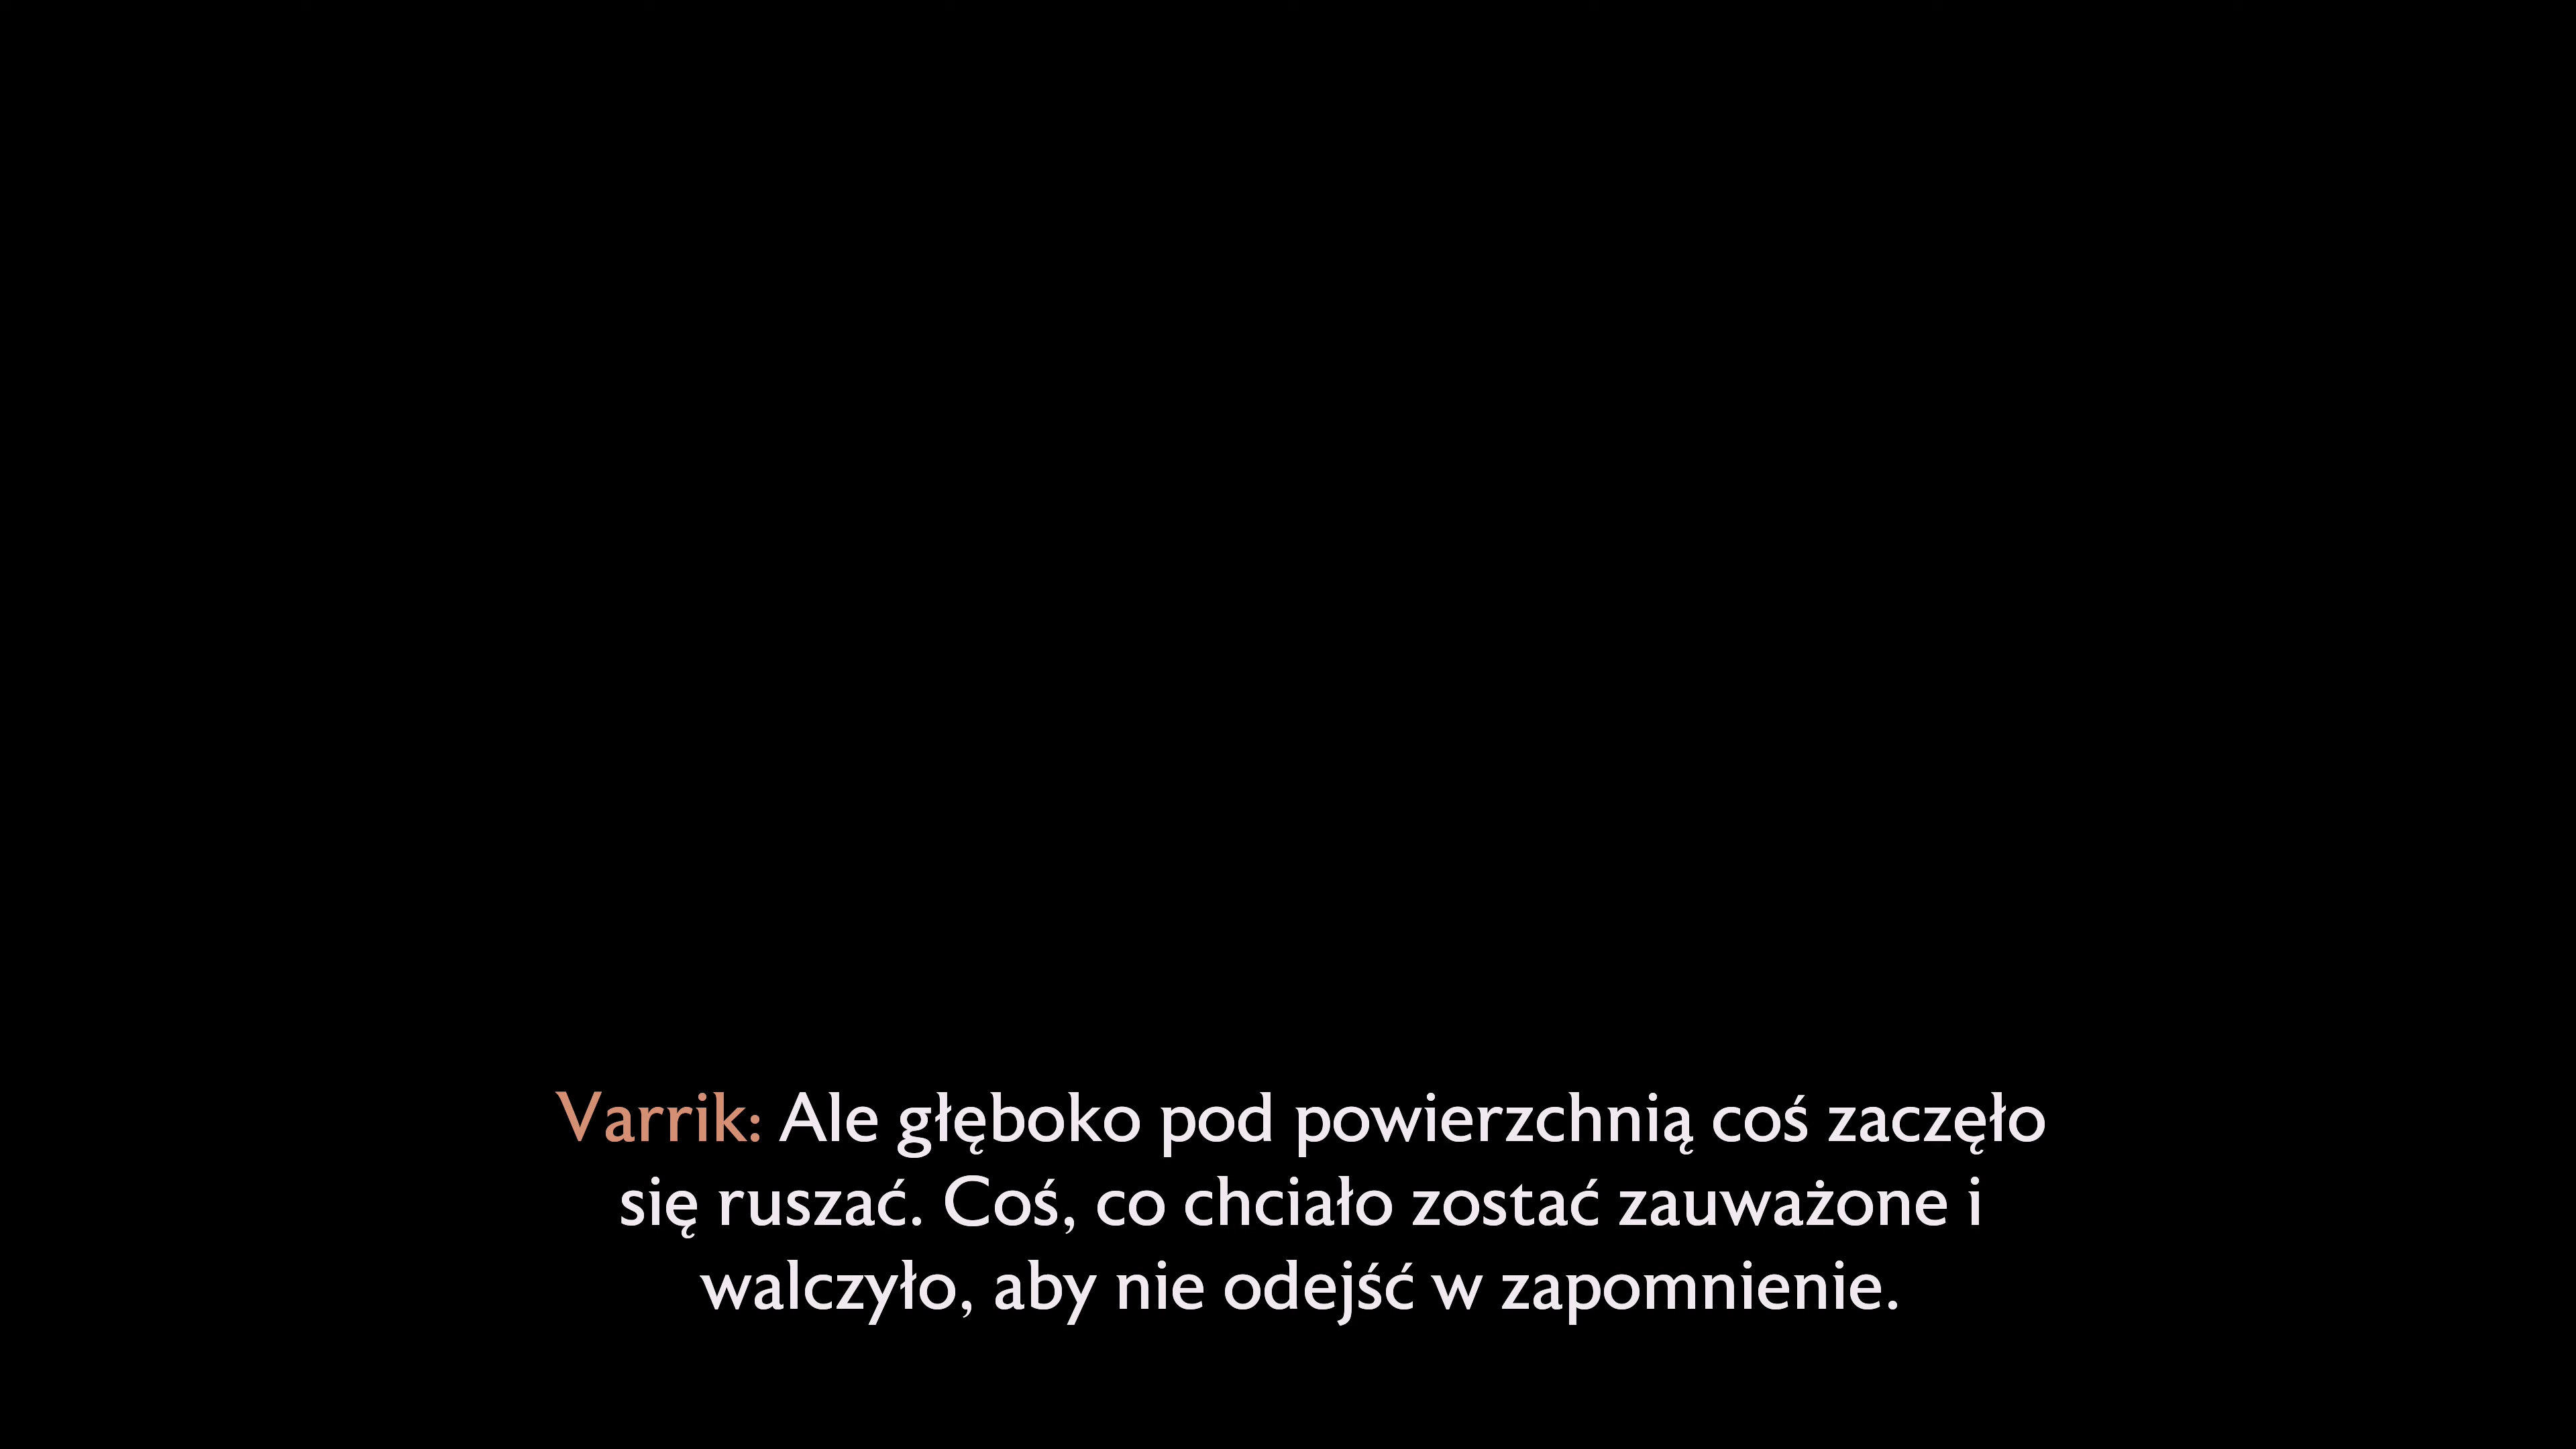 Varrik: Ale głęboko pod powierzchnią coś zaczęło
się ruszać. Coś, co chciało zostać zauważone i
walczyło, aby nie odejść w zapomnienie.